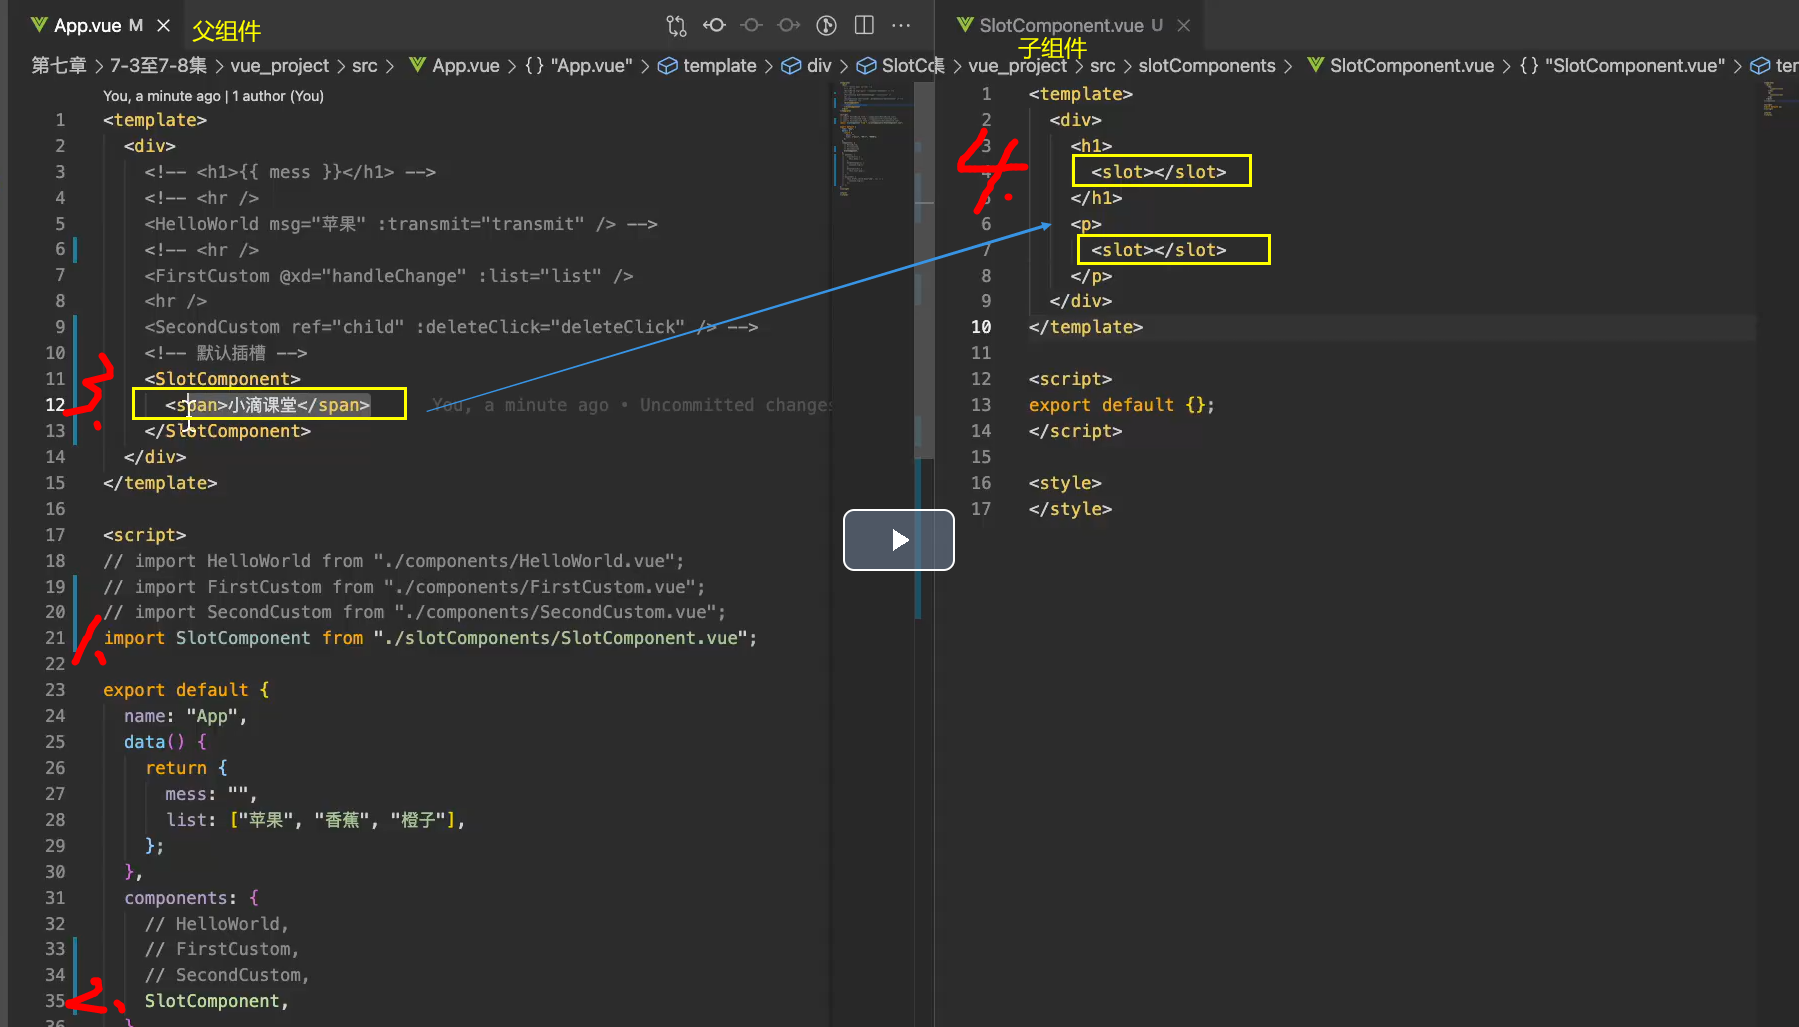 App.vue M
父组件
第七章 > 7-3至7-8集 > vue_project > src > App.vue > {} "App.vue" > template > div > SlotCc
You, a minute ago | 1 author (You)
1 <template>
2 <div>
3 <!-- <h1>{{ mess }}</h1> -->
4 <!-- <hr />
5 <HelloWorld msg="苹果" :transmit="transmit" /> -->
6 <!-- <hr />
7 <FirstCustom @xd="handleChange" :list="list" />
8 <hr />
9 <SecondCustom ref="child" :deleteClick="deleteClick" /> -->
10 <!-- 默认插槽 -->
11 <SlotComponent>
12 <span>小滴课堂</span> You, a minute ago • Uncommitted changes
13 </SlotComponent>
14 </div>
15 </template>
16
17 <script>
18 // import HelloWorld from "./components/HelloWorld.vue";
19 // import FirstCustom from "./components/FirstCustom.vue";
20 // import SecondCustom from "./components/SecondCustom.vue";
21 import SlotComponent from "./slotComponents/SlotComponent.vue";
22
23 export default {
24 name: "App",
25 data() {
26 return {
27 mess: "",
28 list: ["苹果", "香蕉", "橙子"],
29 };
30 },
31 components: {
32 // HelloWorld,
33 // FirstCustom,
34 // SecondCustom,
35 SlotComponent,
36 }
3.
1.
2.
SlotComponent.vue U
子组件
集 > vue_project > src > slotComponents > SlotComponent.vue > {} "SlotComponent.vue" > ter
1 <template>
2 <div>
3 <h1>
4 <slot></slot>
5 </h1>
6 <p>
7 <slot></slot>
8 </p>
9 </div>
10 </template>
11
12 <script>
13 export default {};
14 </script>
15
16 <style>
17 </style>
4.